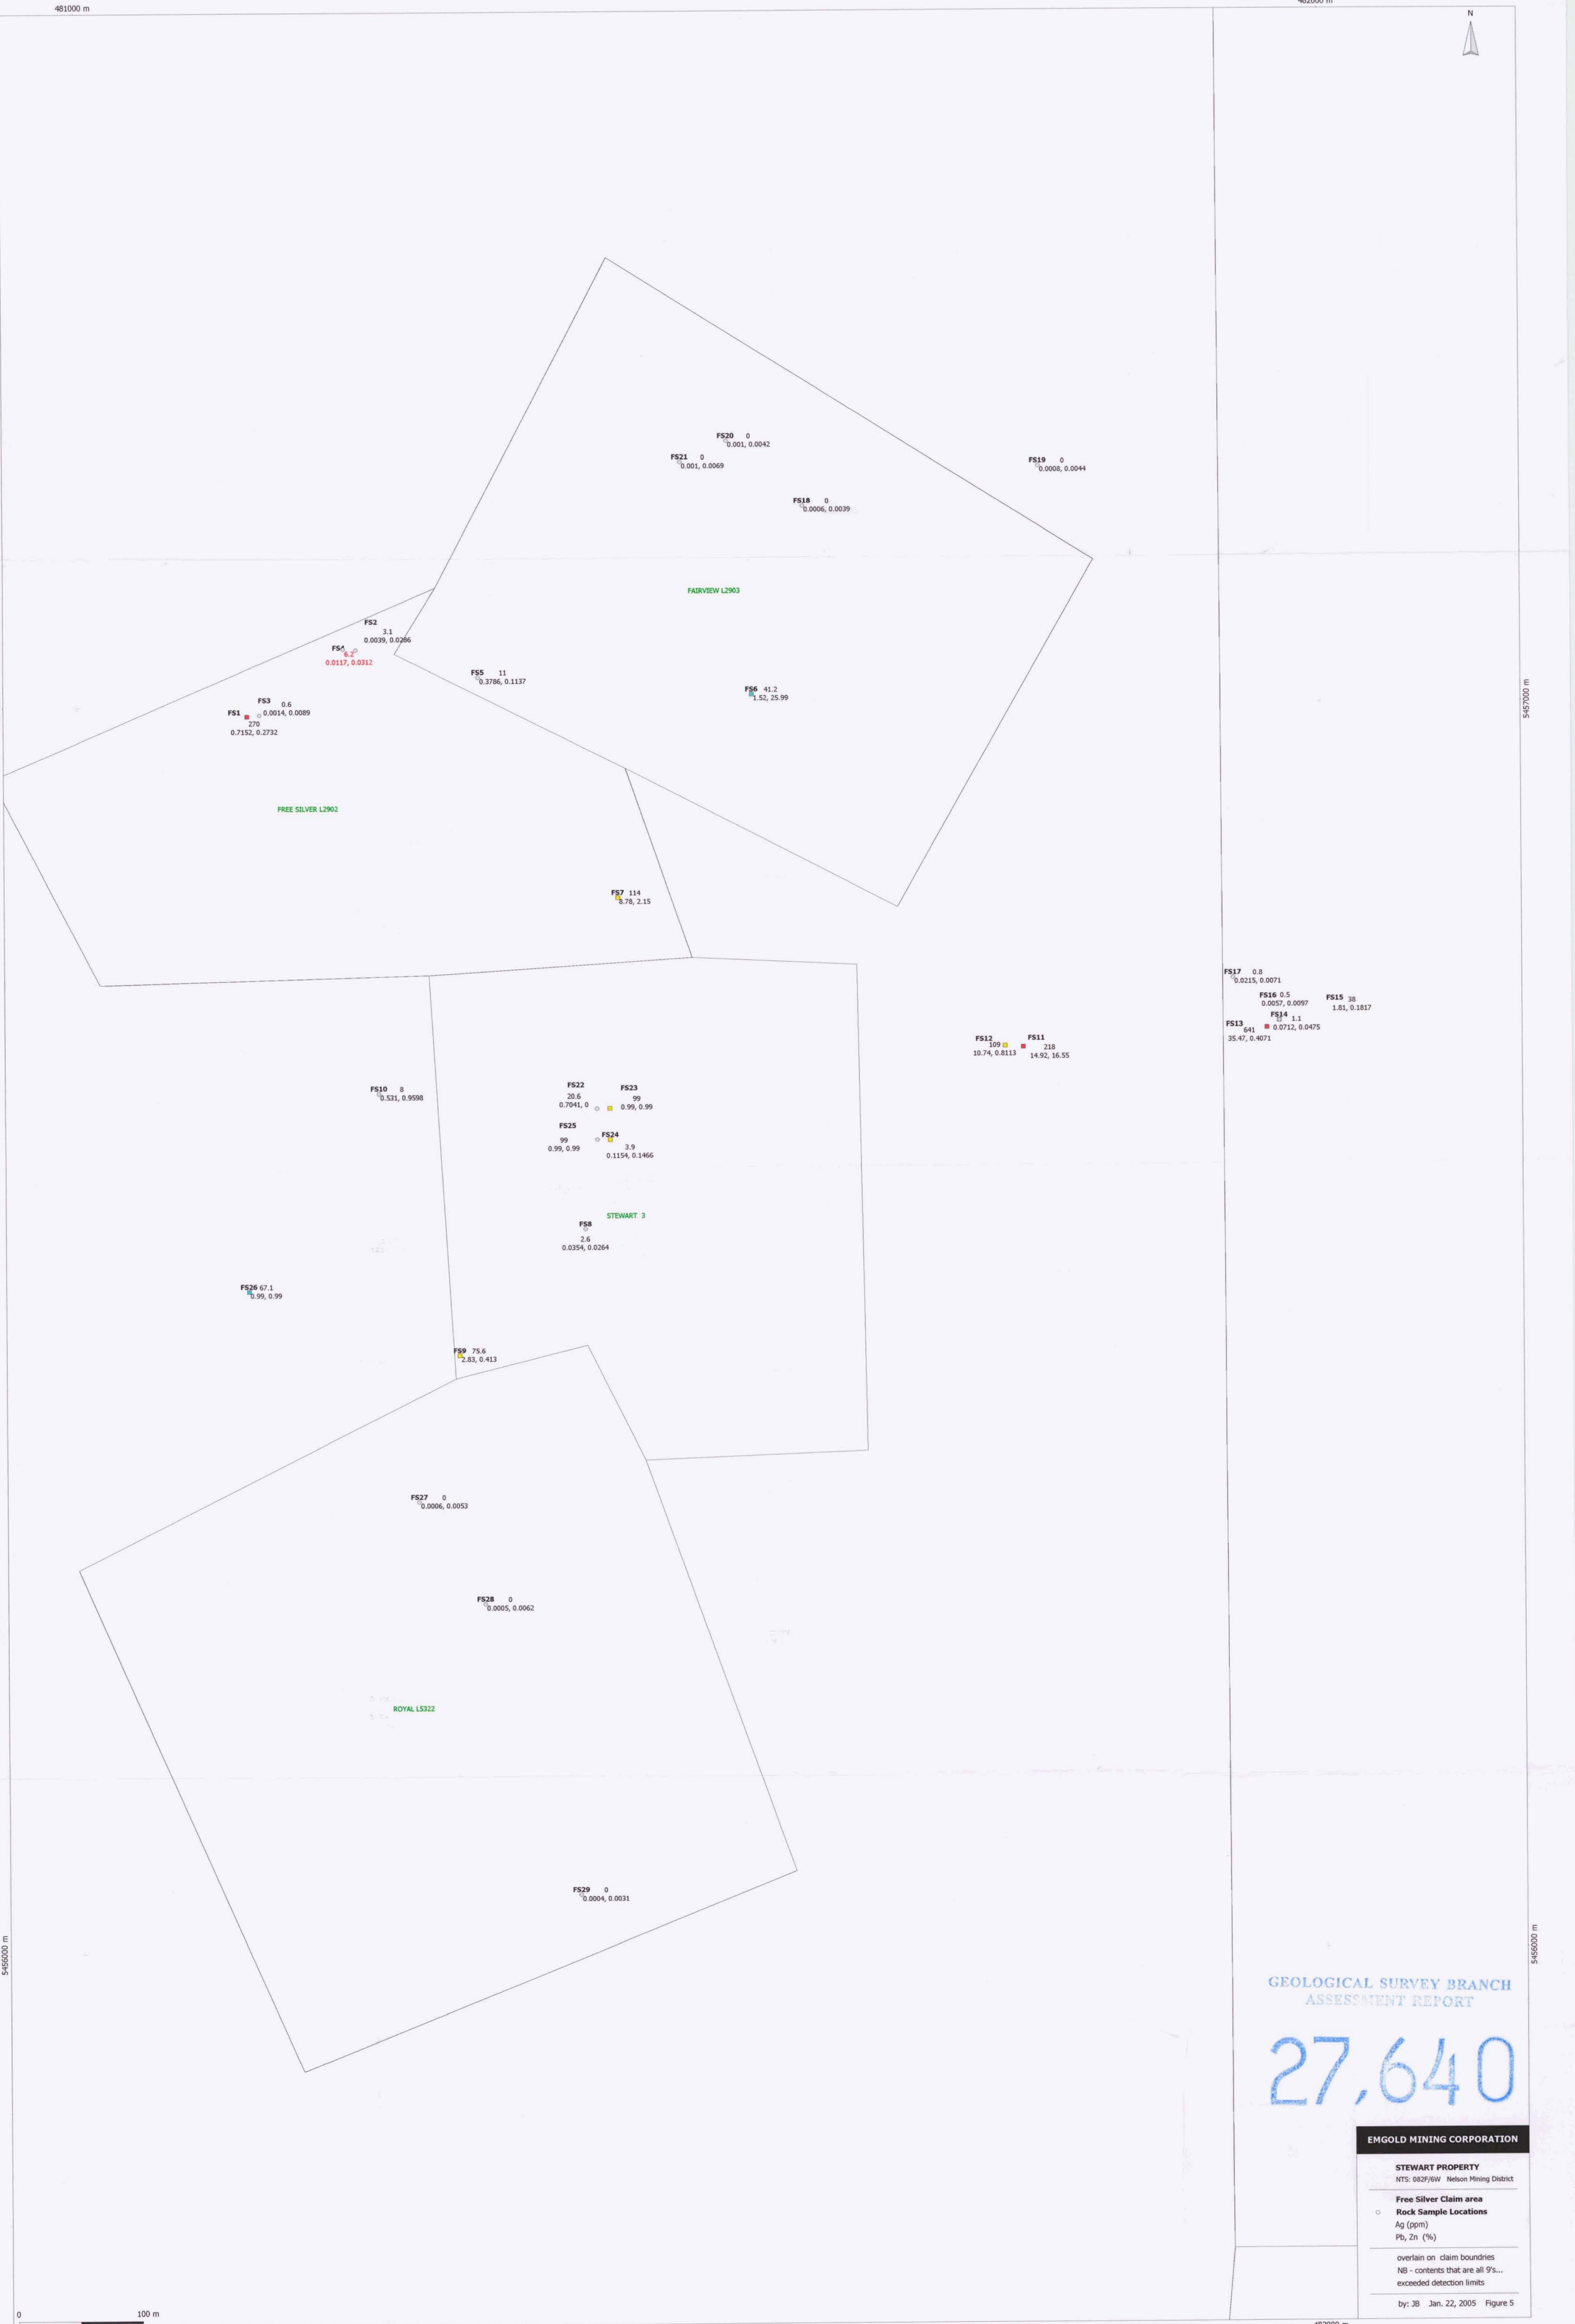 481000 m
482000 m
N
FS20 0
0.001, 0.0042
FS21 0
0.001, 0.0069
FS19 0
0.0008, 0.0044
FS18 0
0.0006, 0.0039
FAIRVIEW L2903
FS2
3.1
0.0039, 0.0286
FS4
6.2
0.0117, 0.0312
FS5 11
0.3786, 0.1137
FS6 41.2
1.52, 25.99
5457000 m
FS3 0.6
0.0014, 0.0089
FS1
270
0.7152, 0.2732
FREE SILVER L2902
FS7 114
8.78, 2.15
FS17 0.8
0.0215, 0.0071
FS16 0.5
0.0057, 0.0097
FS15 38
1.81, 0.1817
FS14 1.1
0.0712, 0.0475
FS13
641
35.47, 0.4071
FS12
109
10.74, 0.8113
FS11
218
14.92, 16.55
FS10 8
0.531, 0.9598
FS22
20.6
0.7041, 0
FS23
99
0.99, 0.99
FS25
99
0.99, 0.99
FS24
3.9
0.1154, 0.1466
STEWART 3
FS8
2.6
0.0354, 0.0264
FS26 67.1
0.99, 0.99
FS9 75.6
2.83, 0.413
FS27 0
0.0006, 0.0053
FS28 0
0.0005, 0.0062
ROYAL L5322
FS29 0
0.0004, 0.0031
5456000 m
5456000 m
GEOLOGICAL SURVEY BRANCH
ASSESSMENT REPORT
27,640
EMGOLD MINING CORPORATION
STEWART PROPERTY
NTS: 082F/6W Nelson Mining District
Free Silver Claim area
Rock Sample Locations
Ag (ppm)
Pb, Zn (%)
overlain on claim boundries
NB - contents that are all 9's...
exceeded detection limits
by: JB Jan. 22, 2005 Figure 5
0 100 m